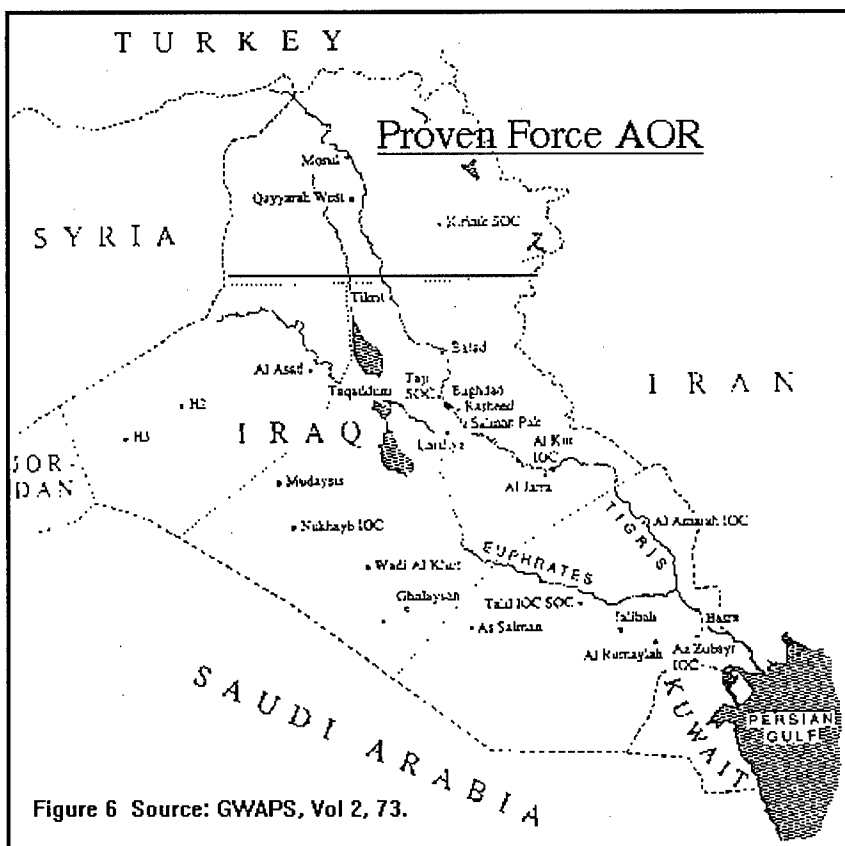 TURKEY
Proven Force AOR
Mosul
Qayyarah West
SYRIA
Kirkuk SOC
Tikrit
Balad
IRAN
Al Asad
Taji
SOC
Taqaddum
Baghdad
Rasheed
Salman Pak
H2
H3
IRAQ
Al Kut
IOC
JOR-
DAN
Mudaysis
Al Jarra
Nukhayb IOC
Al Amarah IOC
TIGRIS
EUPHRATES
Wadi Al Khirr
Ghalaysan
Talil IOC SOC
As Salman
Jalibah
Basra
Al Rumaylah
Az Zubayr
IOC
SAUDI ARABIA
KUWAIT
PERSIAN
GULF
Figure 6 Source: GWAPS, Vol 2, 73.